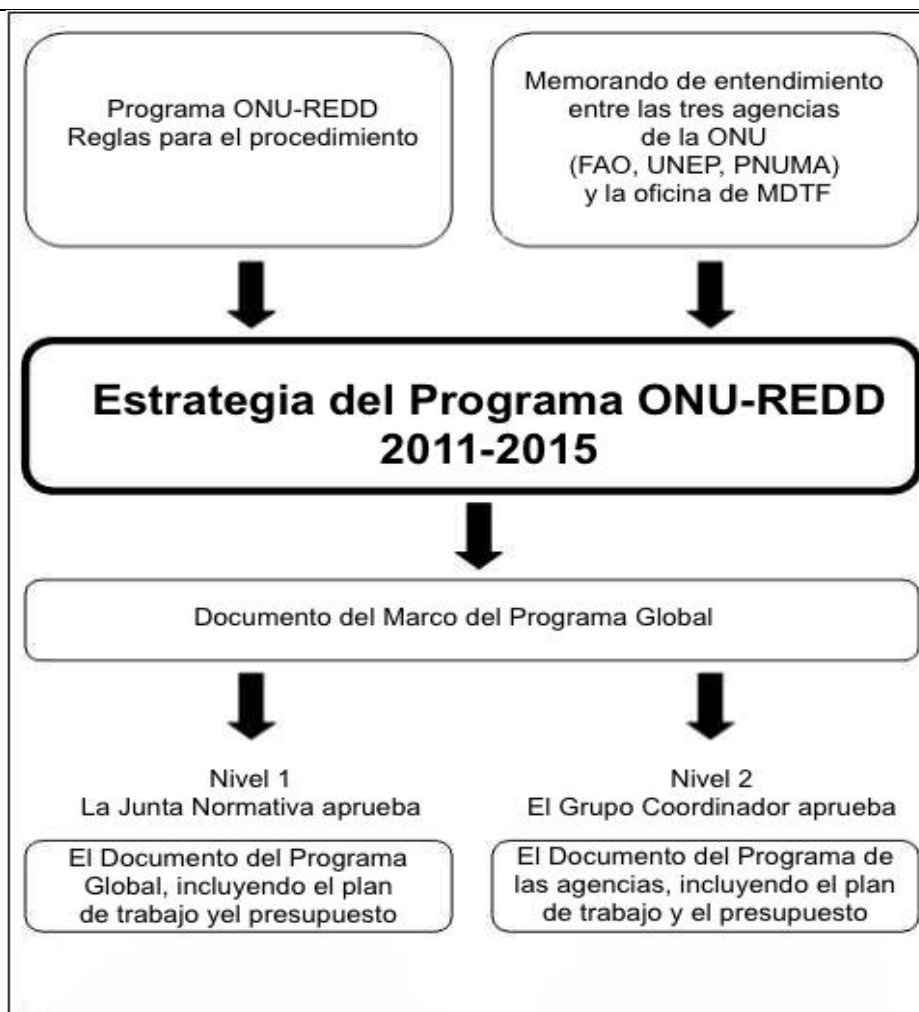 Programa ONU-REDD
Reglas para el procedimiento
Memorando de entendimiento
entre las tres agencias
de la ONU
(FAO, UNEP, PNUMA)
y la oficina de MDTF
Estrategia del Programa ONU-REDD
2011-2015
Documento del Marco del Programa Global
Nivel 1
La Junta Normativa aprueba
El Documento del Programa
Global, incluyendo el plan
de trabajo yel presupuesto
Nivel 2
El Grupo Coordinador aprueba
El Documento del Programa de
las agencias, incluyendo el plan
de trabajo y el presupuesto